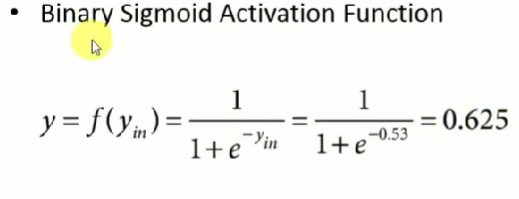 • Binary Sigmoid Activation Function
y = f(y_in) = 1 / (1 + e^(-y_in)) = 1 / (1 + e^(-0.53)) = 0.625